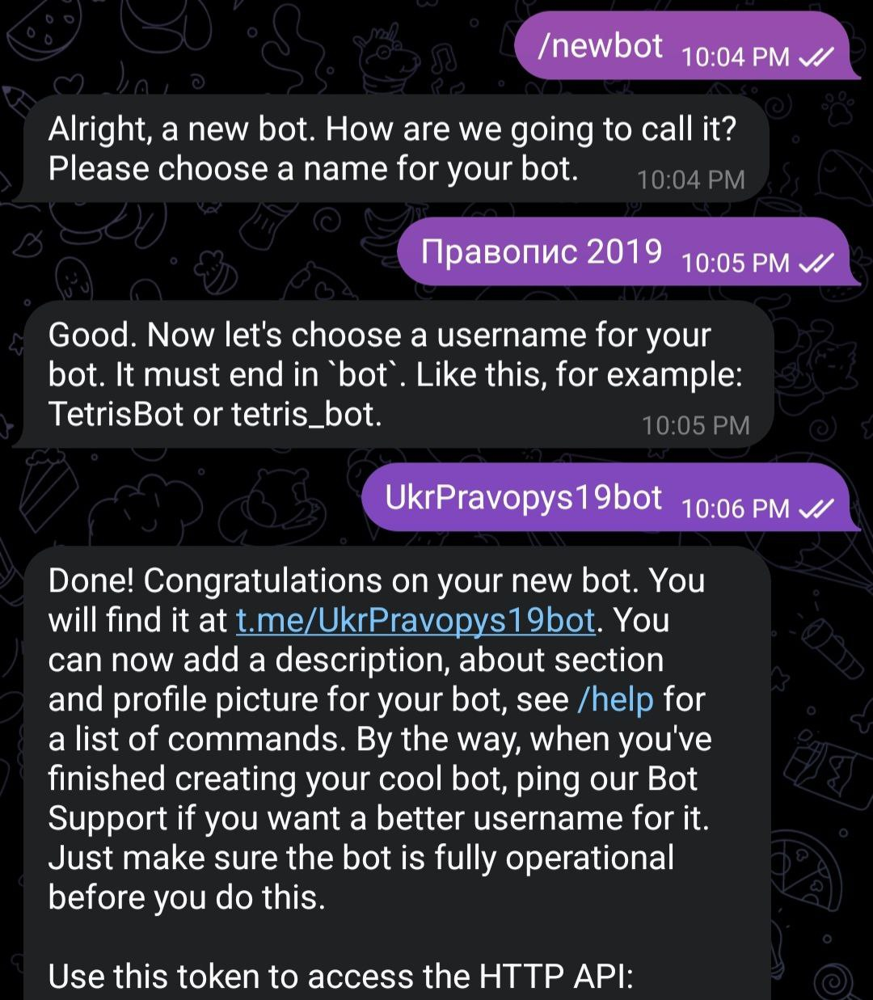 /newbot 10:04 PM
Alright, a new bot. How are we going to call it?
Please choose a name for your bot. 10:04 PM
Правопис 2019 10:05 PM
Good. Now let's choose a username for your
bot. It must end in `bot`. Like this, for example:
TetrisBot or tetris_bot. 10:05 PM
UkrPravopys19bot 10:06 PM
Done! Congratulations on your new bot. You
will find it at t.me/UkrPravopys19bot. You
can now add a description, about section
and profile picture for your bot, see /help for
a list of commands. By the way, when you've
finished creating your cool bot, ping our Bot
Support if you want a better username for it.
Just make sure the bot is fully operational
before you do this.
Use this token to access the HTTP API: